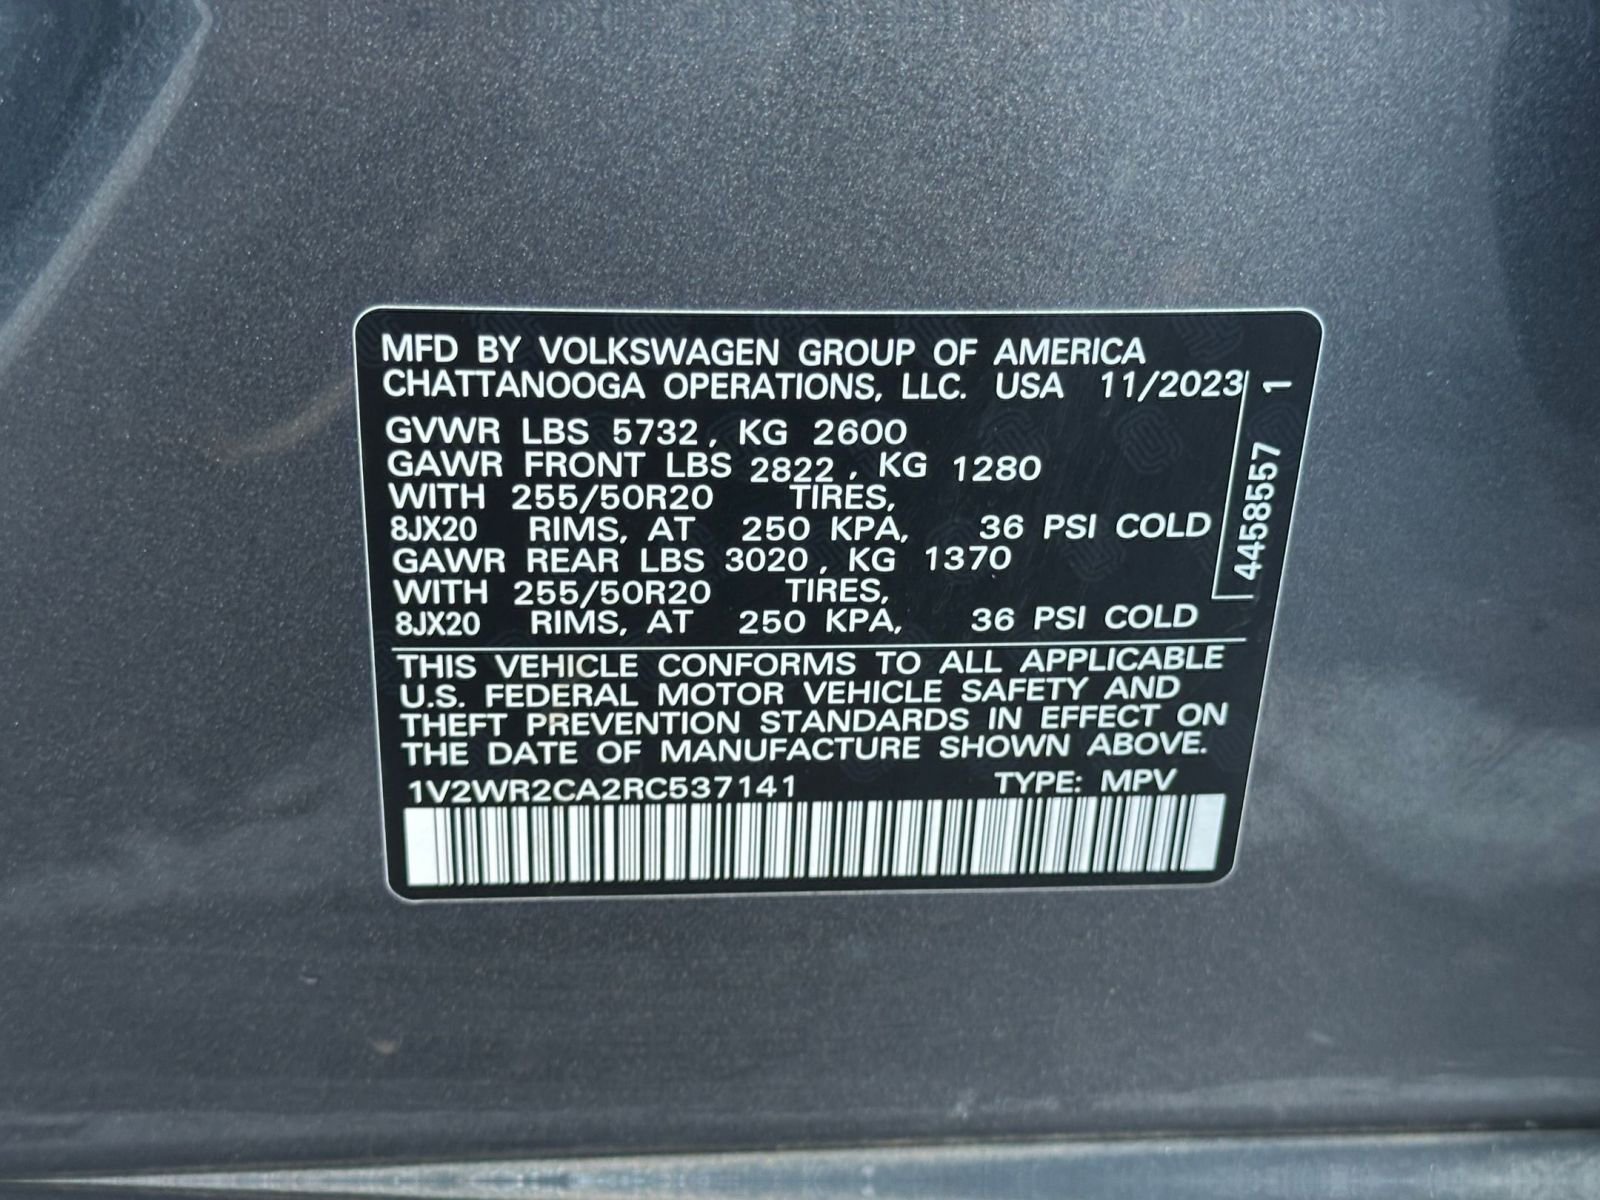 MFD BY VOLKSWAGEN GROUP OF AMERICA
CHATTANOOGA OPERATIONS, LLC. USA 11/2023
GVWR LBS 5732, KG 2600
GAWR FRONT LBS 2822, KG 1280
WITH 255/50R20 TIRES,
8JX20 RIMS, AT 250 KPA, 36 PSI COLD
GAWR REAR LBS 3020, KG 1370
WITH 255/50R20 TIRES,
8JX20 RIMS, AT 250 KPA, 36 PSI COLD
4458557 1
THIS VEHICLE CONFORMS TO ALL APPLICABLE
U.S. FEDERAL MOTOR VEHICLE SAFETY AND
THEFT PREVENTION STANDARDS IN EFFECT ON
THE DATE OF MANUFACTURE SHOWN ABOVE.
1V2WR2CA2RC537141 TYPE: MPV